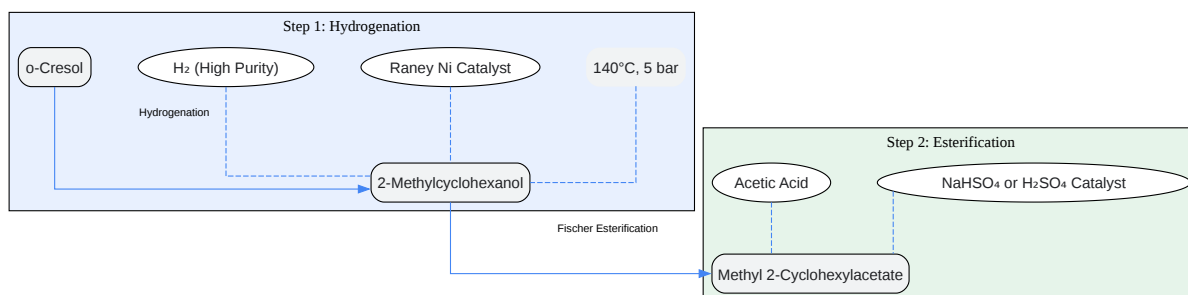 Step 1: Hydrogenation
o-Cresol
H₂ (High Purity)
Raney Ni Catalyst
140°C, 5 bar
Hydrogenation
2-Methylcyclohexanol
Step 2: Esterification
Acetic Acid
NaHSO₄ or H₂SO₄ Catalyst
Fischer Esterification
Methyl 2-Cyclohexylacetate